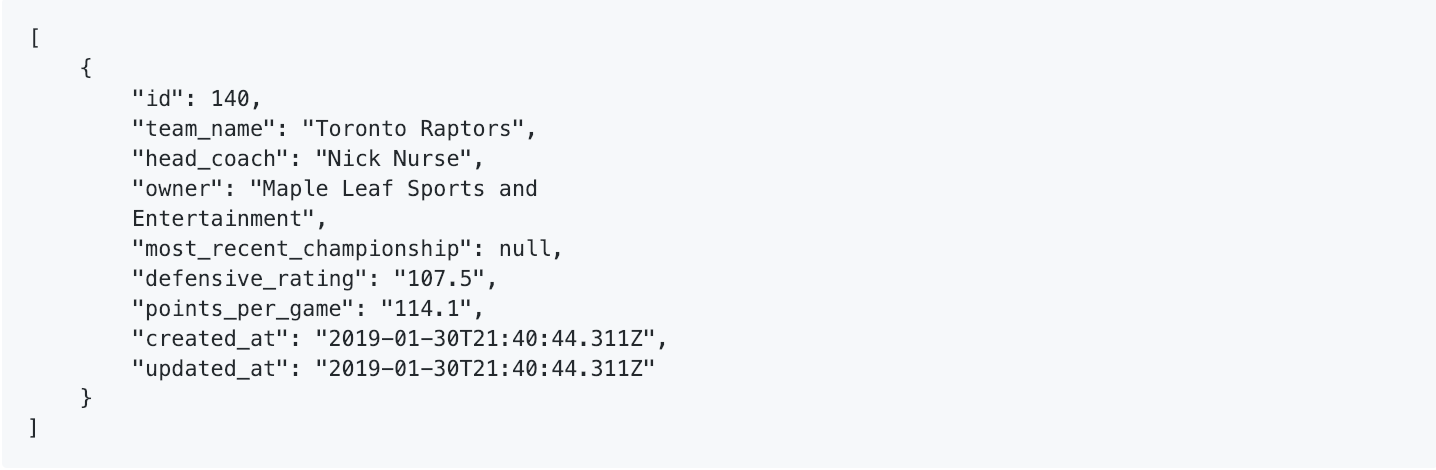 [
    {
        "id": 140,
        "team_name": "Toronto Raptors",
        "head_coach": "Nick Nurse",
        "owner": "Maple Leaf Sports and
        Entertainment",
        "most_recent_championship": null,
        "defensive_rating": "107.5",
        "points_per_game": "114.1",
        "created_at": "2019-01-30T21:40:44.311Z",
        "updated_at": "2019-01-30T21:40:44.311Z"
    }
]